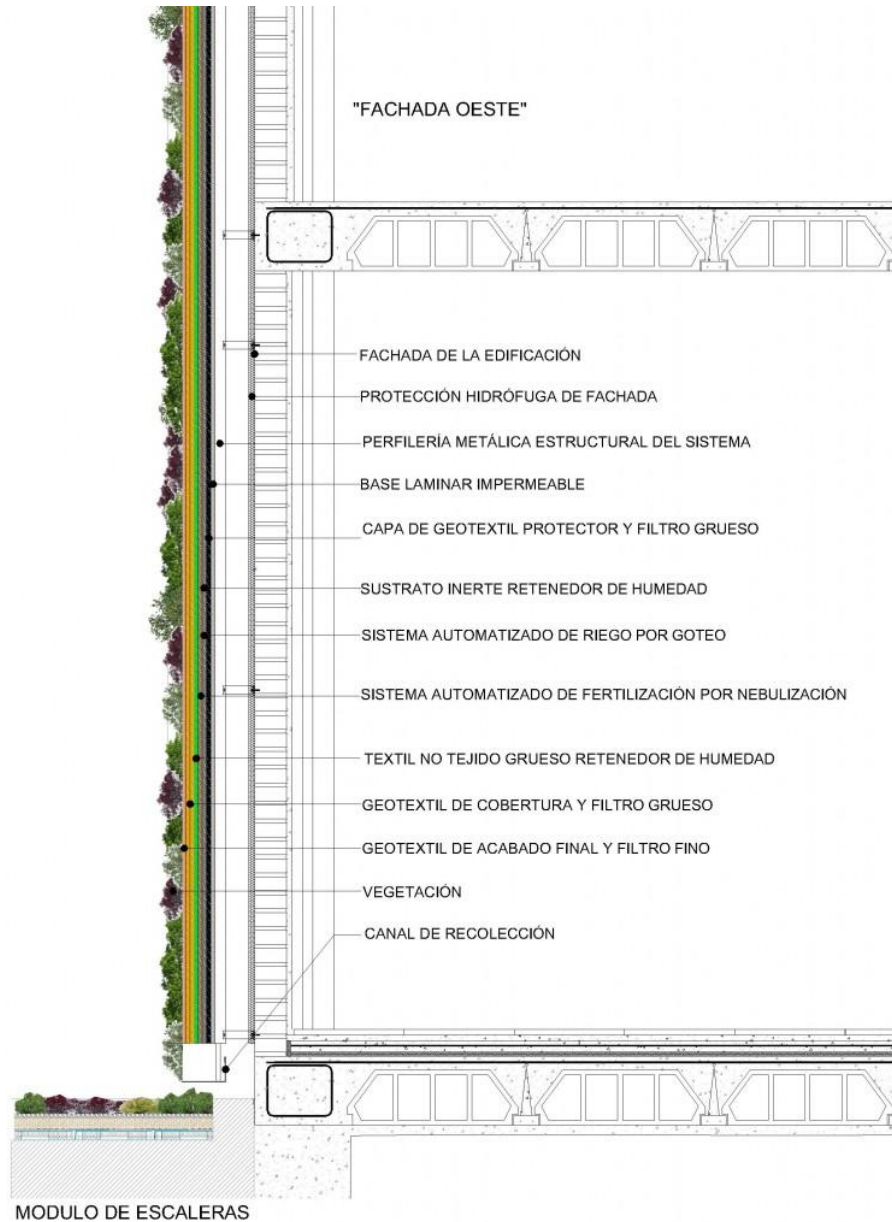 "FACHADA OESTE"
FACHADA DE LA EDIFICACIÓN
PROTECCIÓN HIDRÓFUGA DE FACHADA
PERFILERÍA METÁLICA ESTRUCTURAL DEL SISTEMA
BASE LAMINAR IMPERMEABLE
CAPA DE GEOTEXTIL PROTECTOR Y FILTRO GRUESO
SUSTRATO INERTE RETENEDOR DE HUMEDAD
SISTEMA AUTOMATIZADO DE RIEGO POR GOTEO
SISTEMA AUTOMATIZADO DE FERTILIZACIÓN POR NEBULIZACIÓN
TEXTIL NO TEJIDO GRUESO RETENEDOR DE HUMEDAD
GEOTEXTIL DE COBERTURA Y FILTRO GRUESO
GEOTEXTIL DE ACABADO FINAL Y FILTRO FINO
VEGETACIÓN
CANAL DE RECOLECCIÓN
MODULO DE ESCALERAS